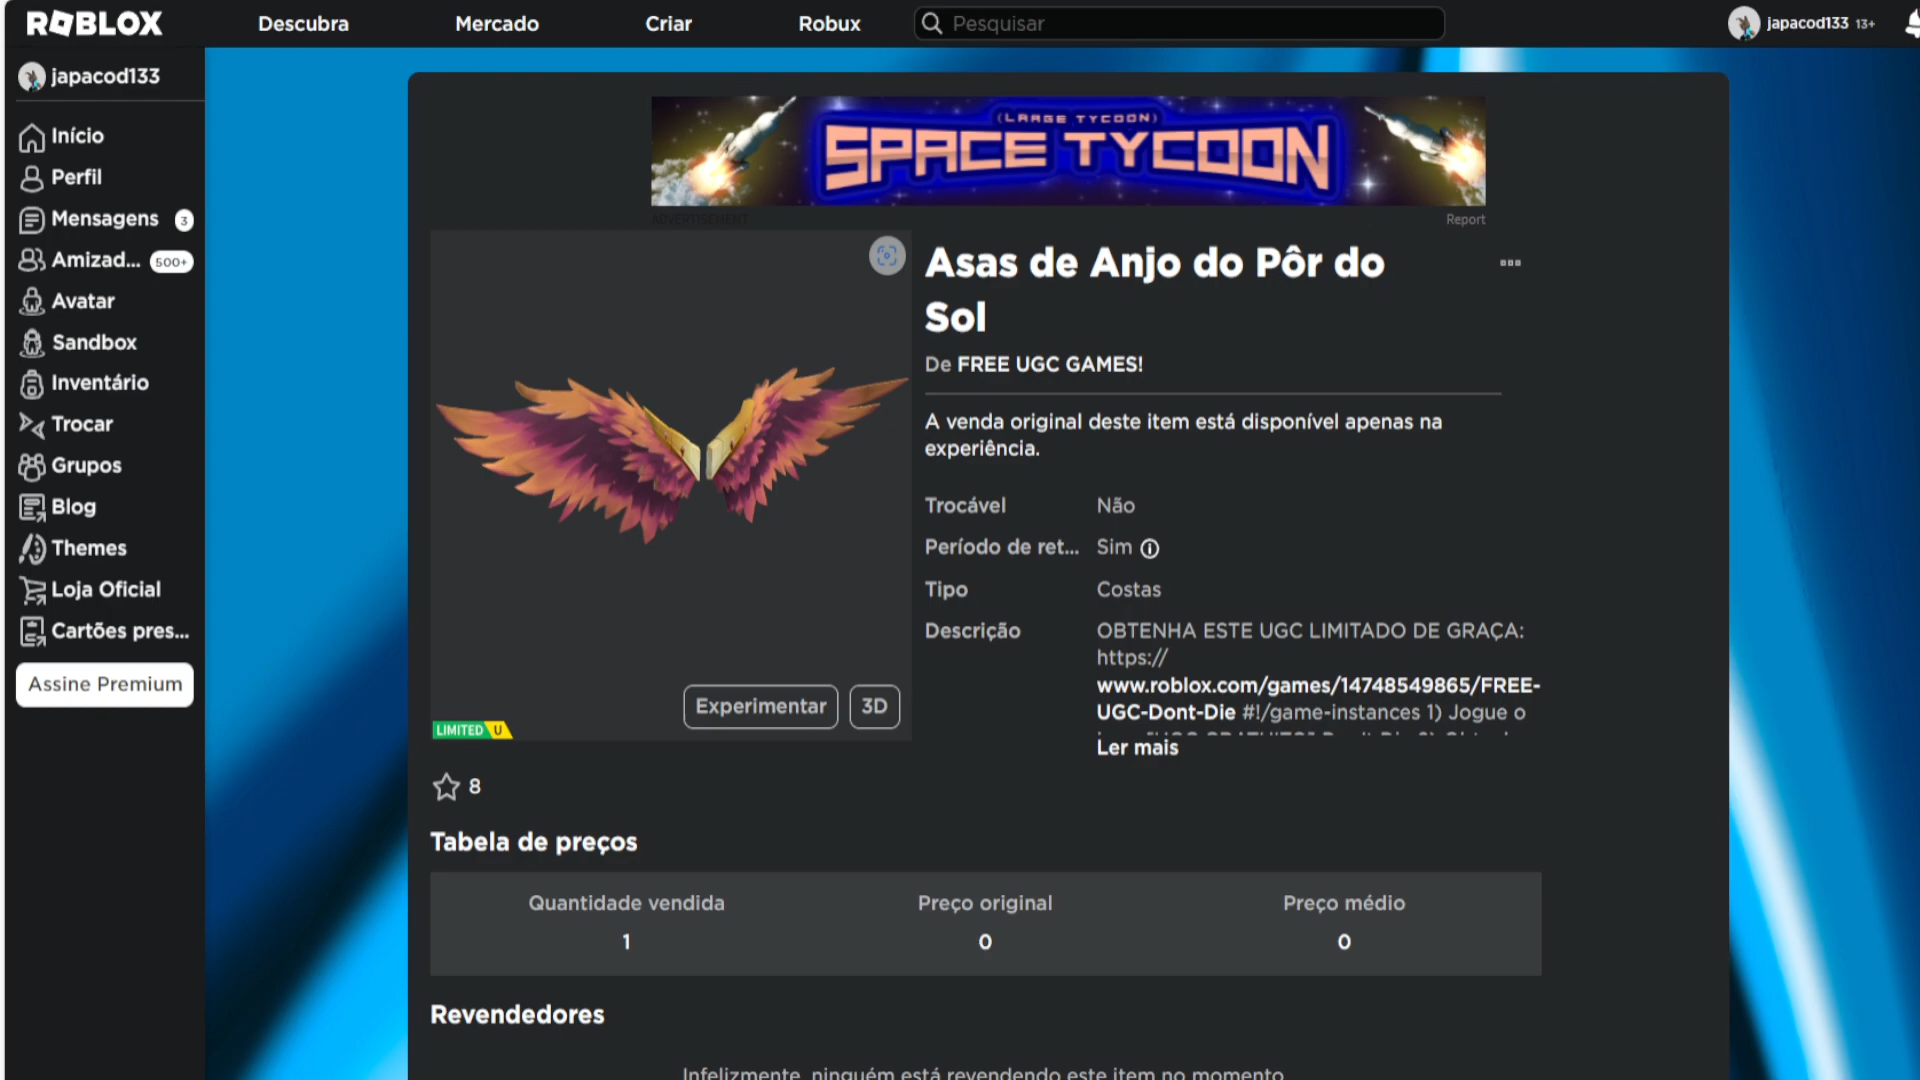 ROBLOX
Descubra
Mercado
Criar
Robux
Pesquisar
japacod133 13+
japacod133
Início
Perfil
Mensagens 3
Amizad... 500+
Avatar
Sandbox
Inventário
Trocar
Grupos
Blog
Themes
Loja Oficial
Cartões pres...
Assine Premium
(LARGE TYCOON)
SPACE TYCOON
ADVERTISEMENT
Report
Asas de Anjo do Pôr do
Sol
De FREE UGC GAMES!
A venda original deste item está disponível apenas na
experiência.
Trocável Não
Período de ret... Sim
Tipo Costas
Descrição OBTENHA ESTE UGC LIMITADO DE GRAÇA:
https://
www.roblox.com/games/14748549865/FREE-
UGC-Dont-Die #!/game-instances 1) Jogue o
Ler mais
Experimentar
3D
LIMITED U
8
Tabela de preços
Quantidade vendida
Preço original
Preço médio
1
0
0
Revendedores
Infelizmente, ninguém está revendendo este item no momento